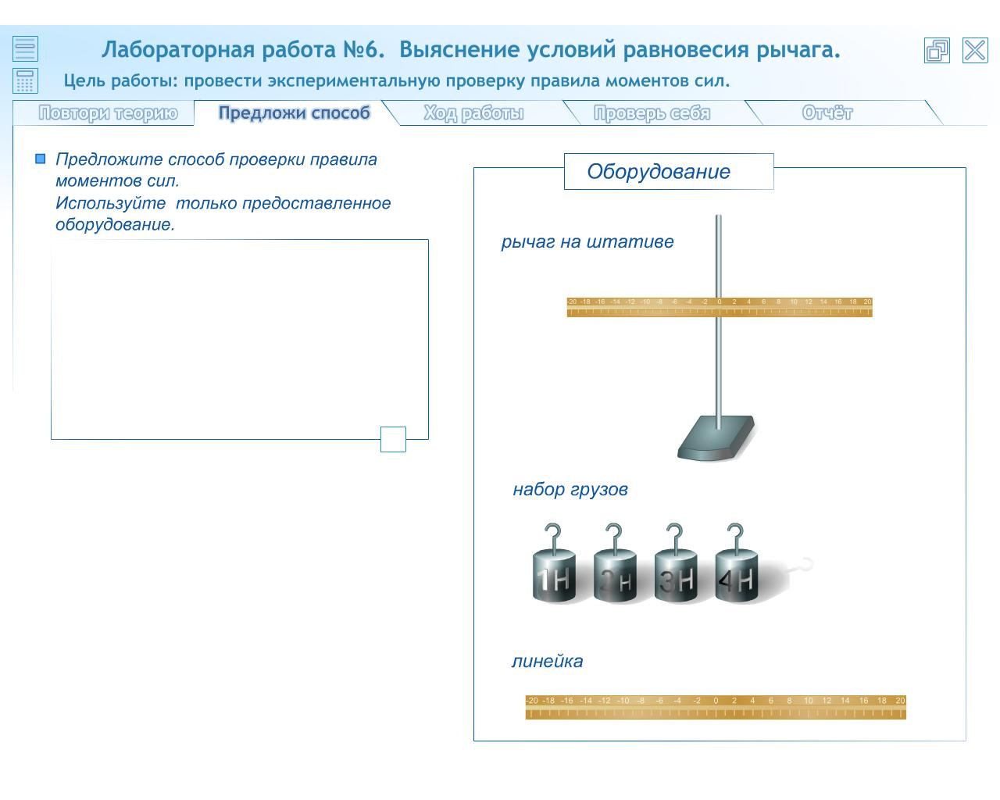 Лабораторная работа №6. Выяснение условий равновесия рычага.
Цель работы: провести экспериментальную проверку правила моментов сил.
Повтори теорию Предложи способ Ход работы Проверь себя Отчёт
Предложите способ проверки правила
моментов сил.
Используйте только предоставленное
оборудование.
Оборудование
рычаг на штативе
-20 -18 -16 -14 -12 -10 -8 -6 -4 -2 0 2 4 6 8 10 12 14 16 18 20
набор грузов
1Н 2Н 3Н 4Н
линейка
-20 -18 -16 -14 -12 -10 -8 -6 -4 -2 0 2 4 6 8 10 12 14 16 18 20